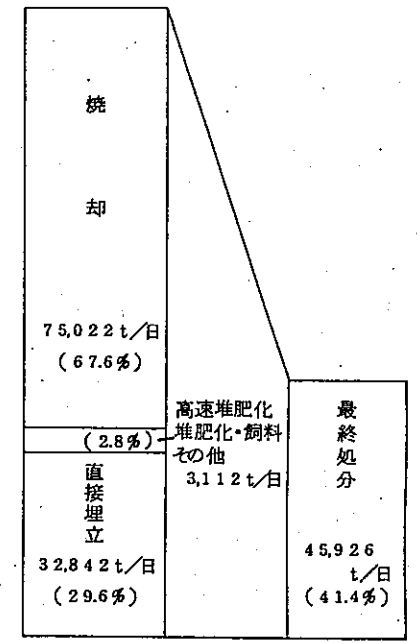 焼却
75,022t/日
(67.6%)
(2.8%)
高速堆肥化
堆肥化・飼料
その他
3,112t/日
直接埋立
32,842t/日
(29.6%)
最終処分
45,926
t/日
(41.4%)